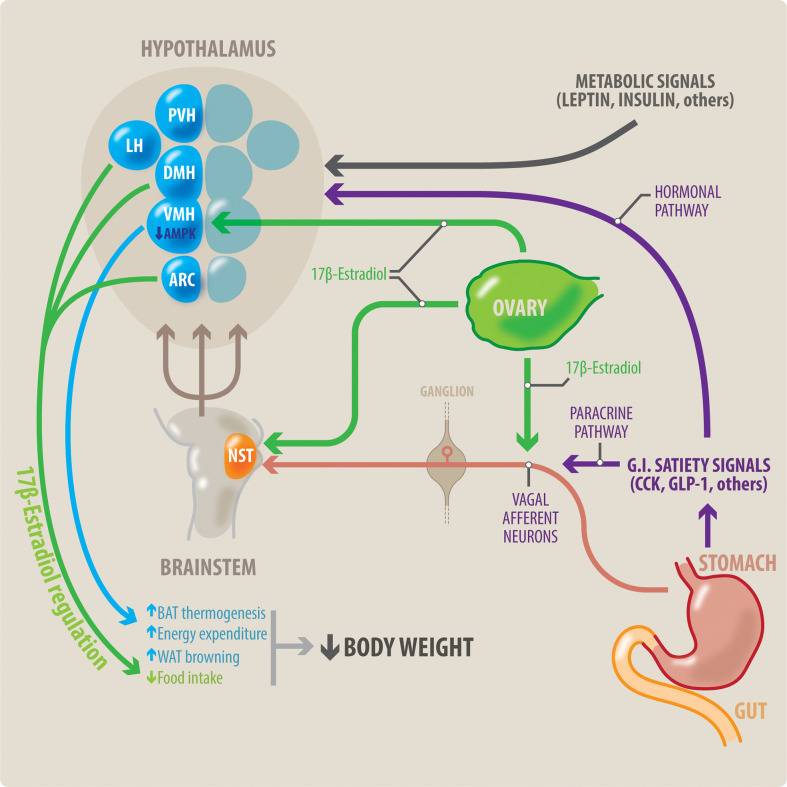 HYPOTHALAMUS
METABOLIC SIGNALS
(LEPTIN, INSULIN, others)
PVH
LH
DMH
VMH
↓AMPK
ARC
HORMONAL
PATHWAY
17β-Estradiol
OVARY
17β-Estradiol
GANGLION
PARACRINE
PATHWAY
NST
G.I. SATIETY SIGNALS
(CCK, GLP-1, others)
VAGAL
AFFERENT
NEURONS
BRAINSTEM
STOMACH
17β-Estradiol regulation
↑BAT thermogenesis
↑Energy expenditure
↑WAT browning
↓Food intake
↓BODY WEIGHT
GUT